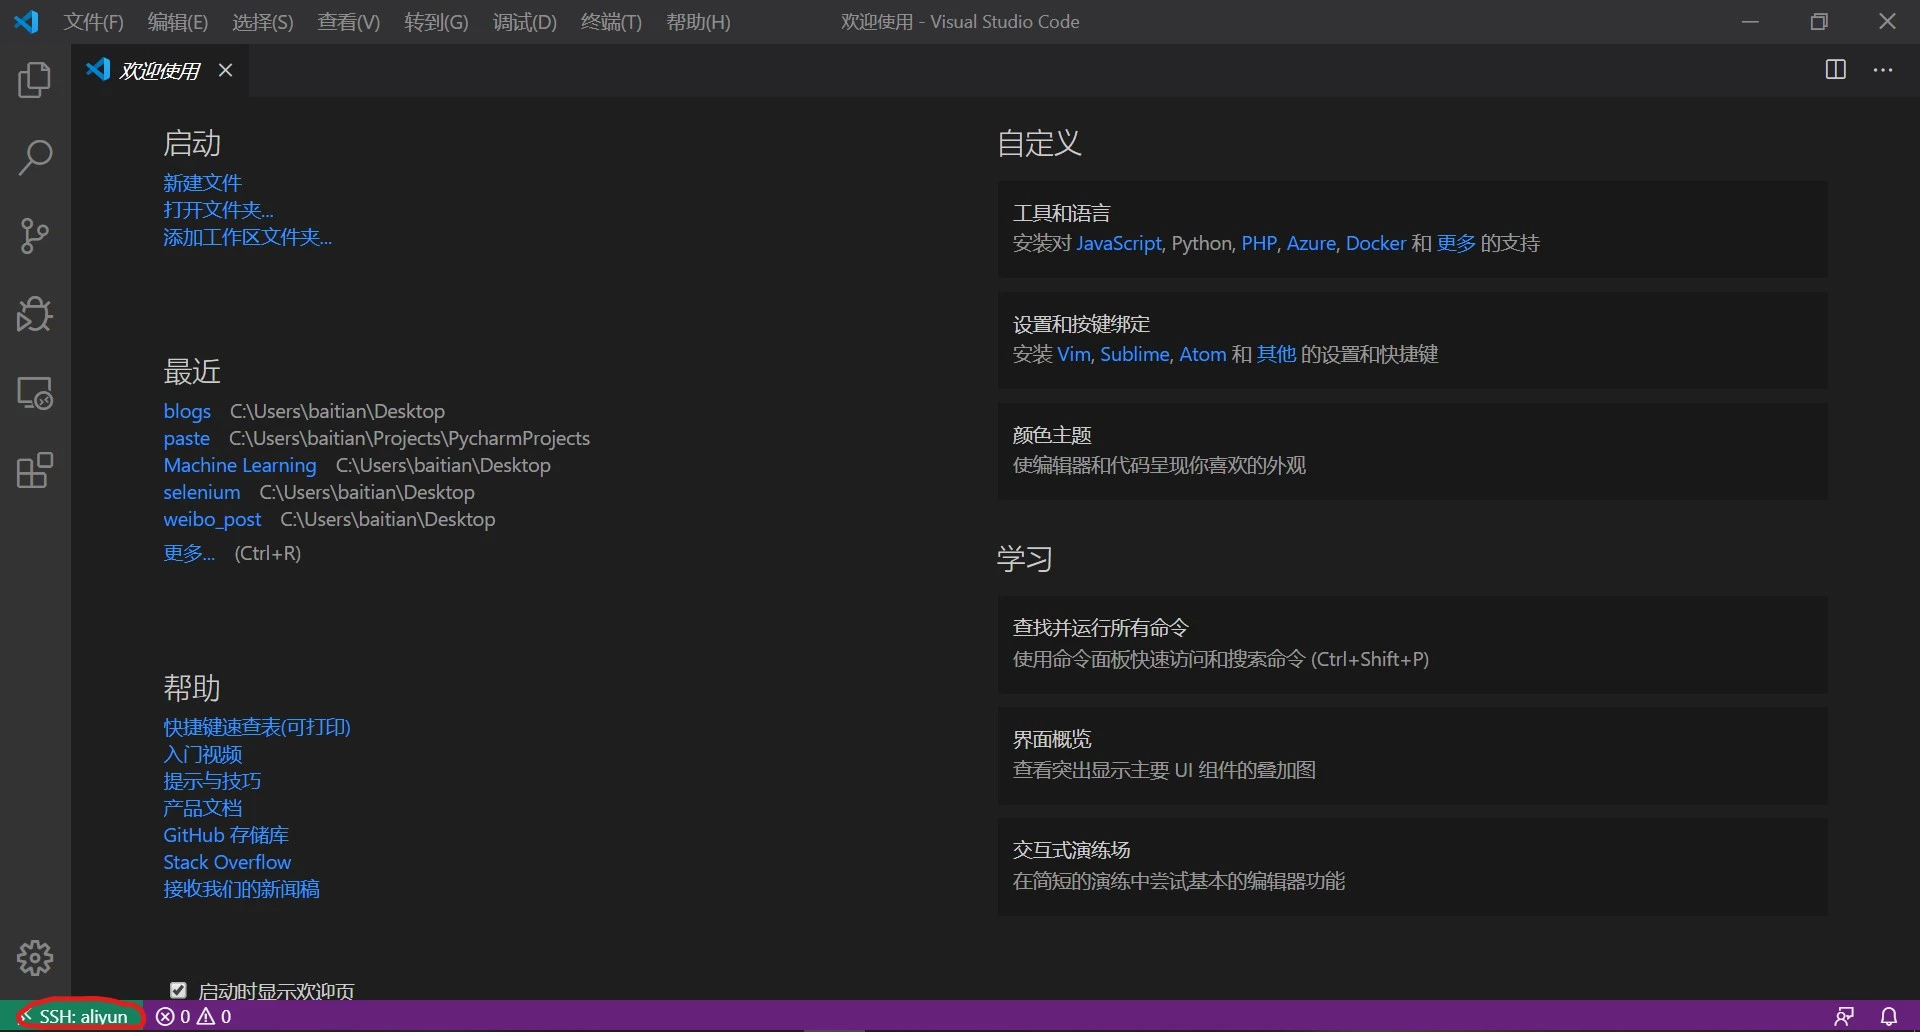 文件(F) 编辑(E) 选择(S) 查看(V) 转到(G) 调试(D) 终端(T) 帮助(H) 欢迎使用 - Visual Studio Code
欢迎使用
启动
新建文件
打开文件夹...
添加工作区文件夹...
最近
blogs C:\Users\baitian\Desktop
paste C:\Users\baitian\Projects\PycharmProjects
Machine Learning C:\Users\baitian\Desktop
selenium C:\Users\baitian\Desktop
weibo_post C:\Users\baitian\Desktop
更多... (Ctrl+R)
帮助
快捷键速查表(可打印)
入门视频
提示与技巧
产品文档
GitHub 存储库
Stack Overflow
接收我们的新闻稿
启动时显示欢迎页
自定义
工具和语言
安装对 JavaScript, Python, PHP, Azure, Docker 和 更多 的支持
设置和按键绑定
安装 Vim, Sublime, Atom 和 其他 的设置和快捷键
颜色主题
使编辑器和代码呈现你喜欢的外观
学习
查找并运行所有命令
使用命令面板快速访问和搜索命令 (Ctrl+Shift+P)
界面概览
查看突出显示主要 UI 组件的叠加图
交互式演练场
在简短的演练中尝试基本的编辑器功能
SSH: aliyun 0 0